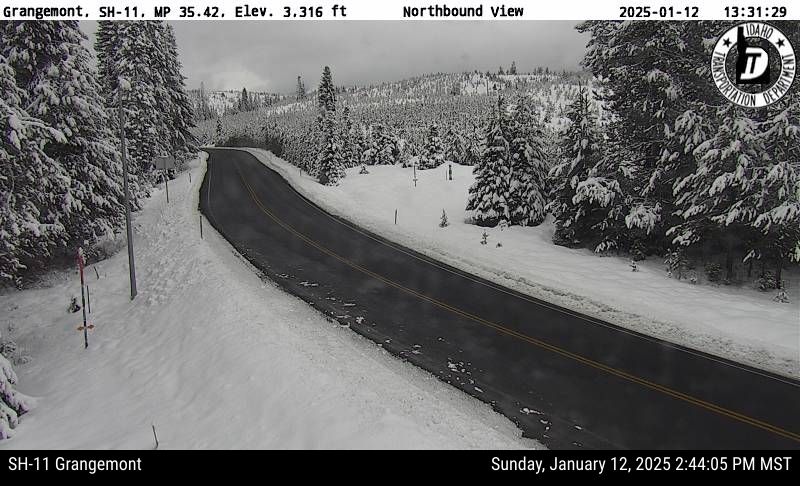 Grangemont, SH-11, MP 35.42, Elev. 3,316 ft Northbound View 2025-01-12 13:31:29
IDAHO
TRANSPORTATION DEPARTMENT
SH-11 Grangemont Sunday, January 12, 2025 2:44:05 PM MST